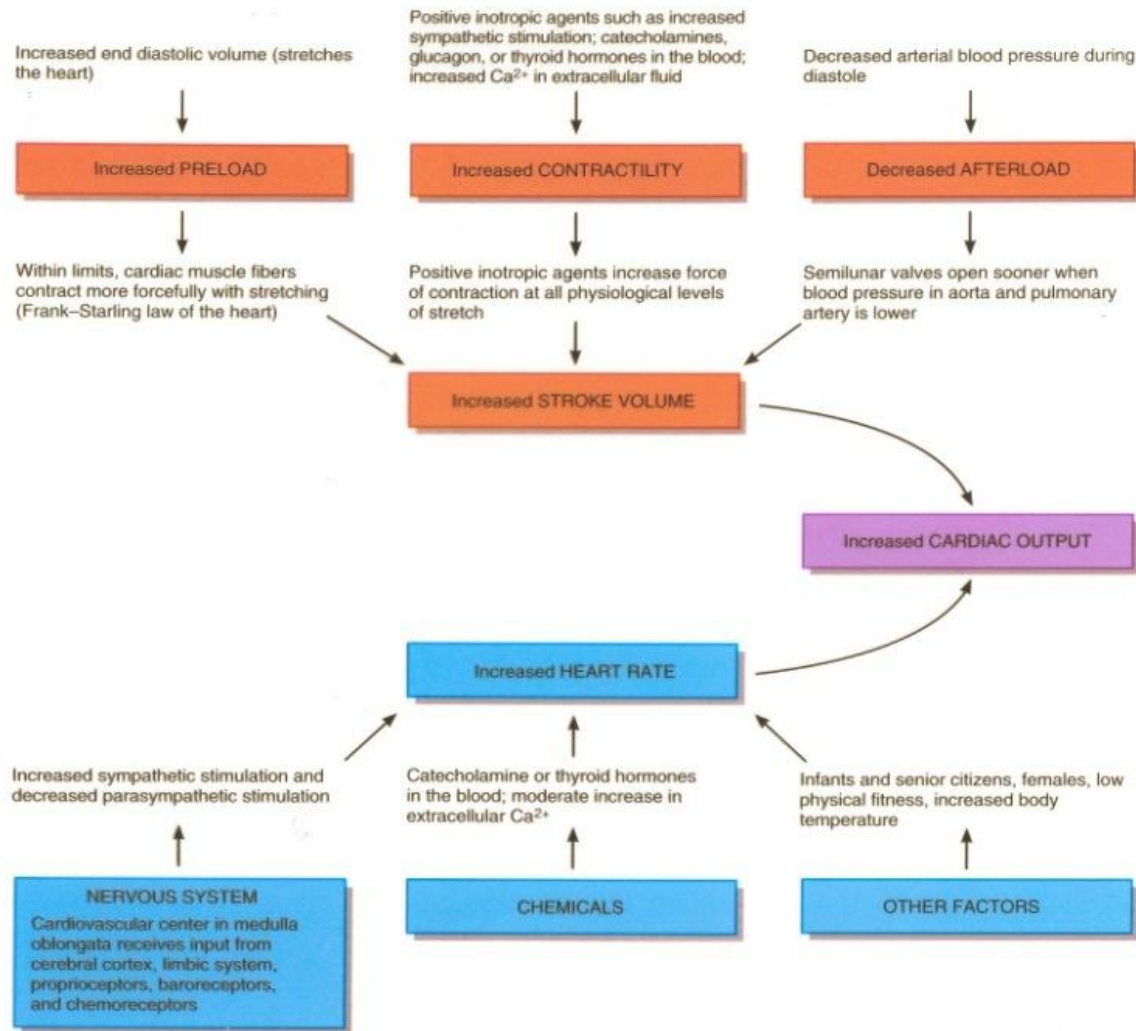 Increased end diastolic volume (stretches
the heart)
Positive inotropic agents such as increased
sympathetic stimulation; catecholamines,
glucagon, or thyroid hormones in the blood;
increased Ca²⁺ in extracellular fluid
Decreased arterial blood pressure during
diastole
Increased PRELOAD
Increased CONTRACTILITY
Decreased AFTERLOAD
Within limits, cardiac muscle fibers
contract more forcefully with stretching
(Frank–Starling law of the heart)
Positive inotropic agents increase force
of contraction at all physiological levels
of stretch
Semilunar valves open sooner when
blood pressure in aorta and pulmonary
artery is lower
Increased STROKE VOLUME
Increased CARDIAC OUTPUT
Increased HEART RATE
Increased sympathetic stimulation and
decreased parasympathetic stimulation
Catecholamine or thyroid hormones
in the blood; moderate increase in
extracellular Ca²⁺
Infants and senior citizens, females, low
physical fitness, increased body
temperature
NERVOUS SYSTEM
Cardiovascular center in medulla
oblongata receives input from
cerebral cortex, limbic system,
proprioceptors, baroreceptors,
and chemoreceptors
CHEMICALS
OTHER FACTORS